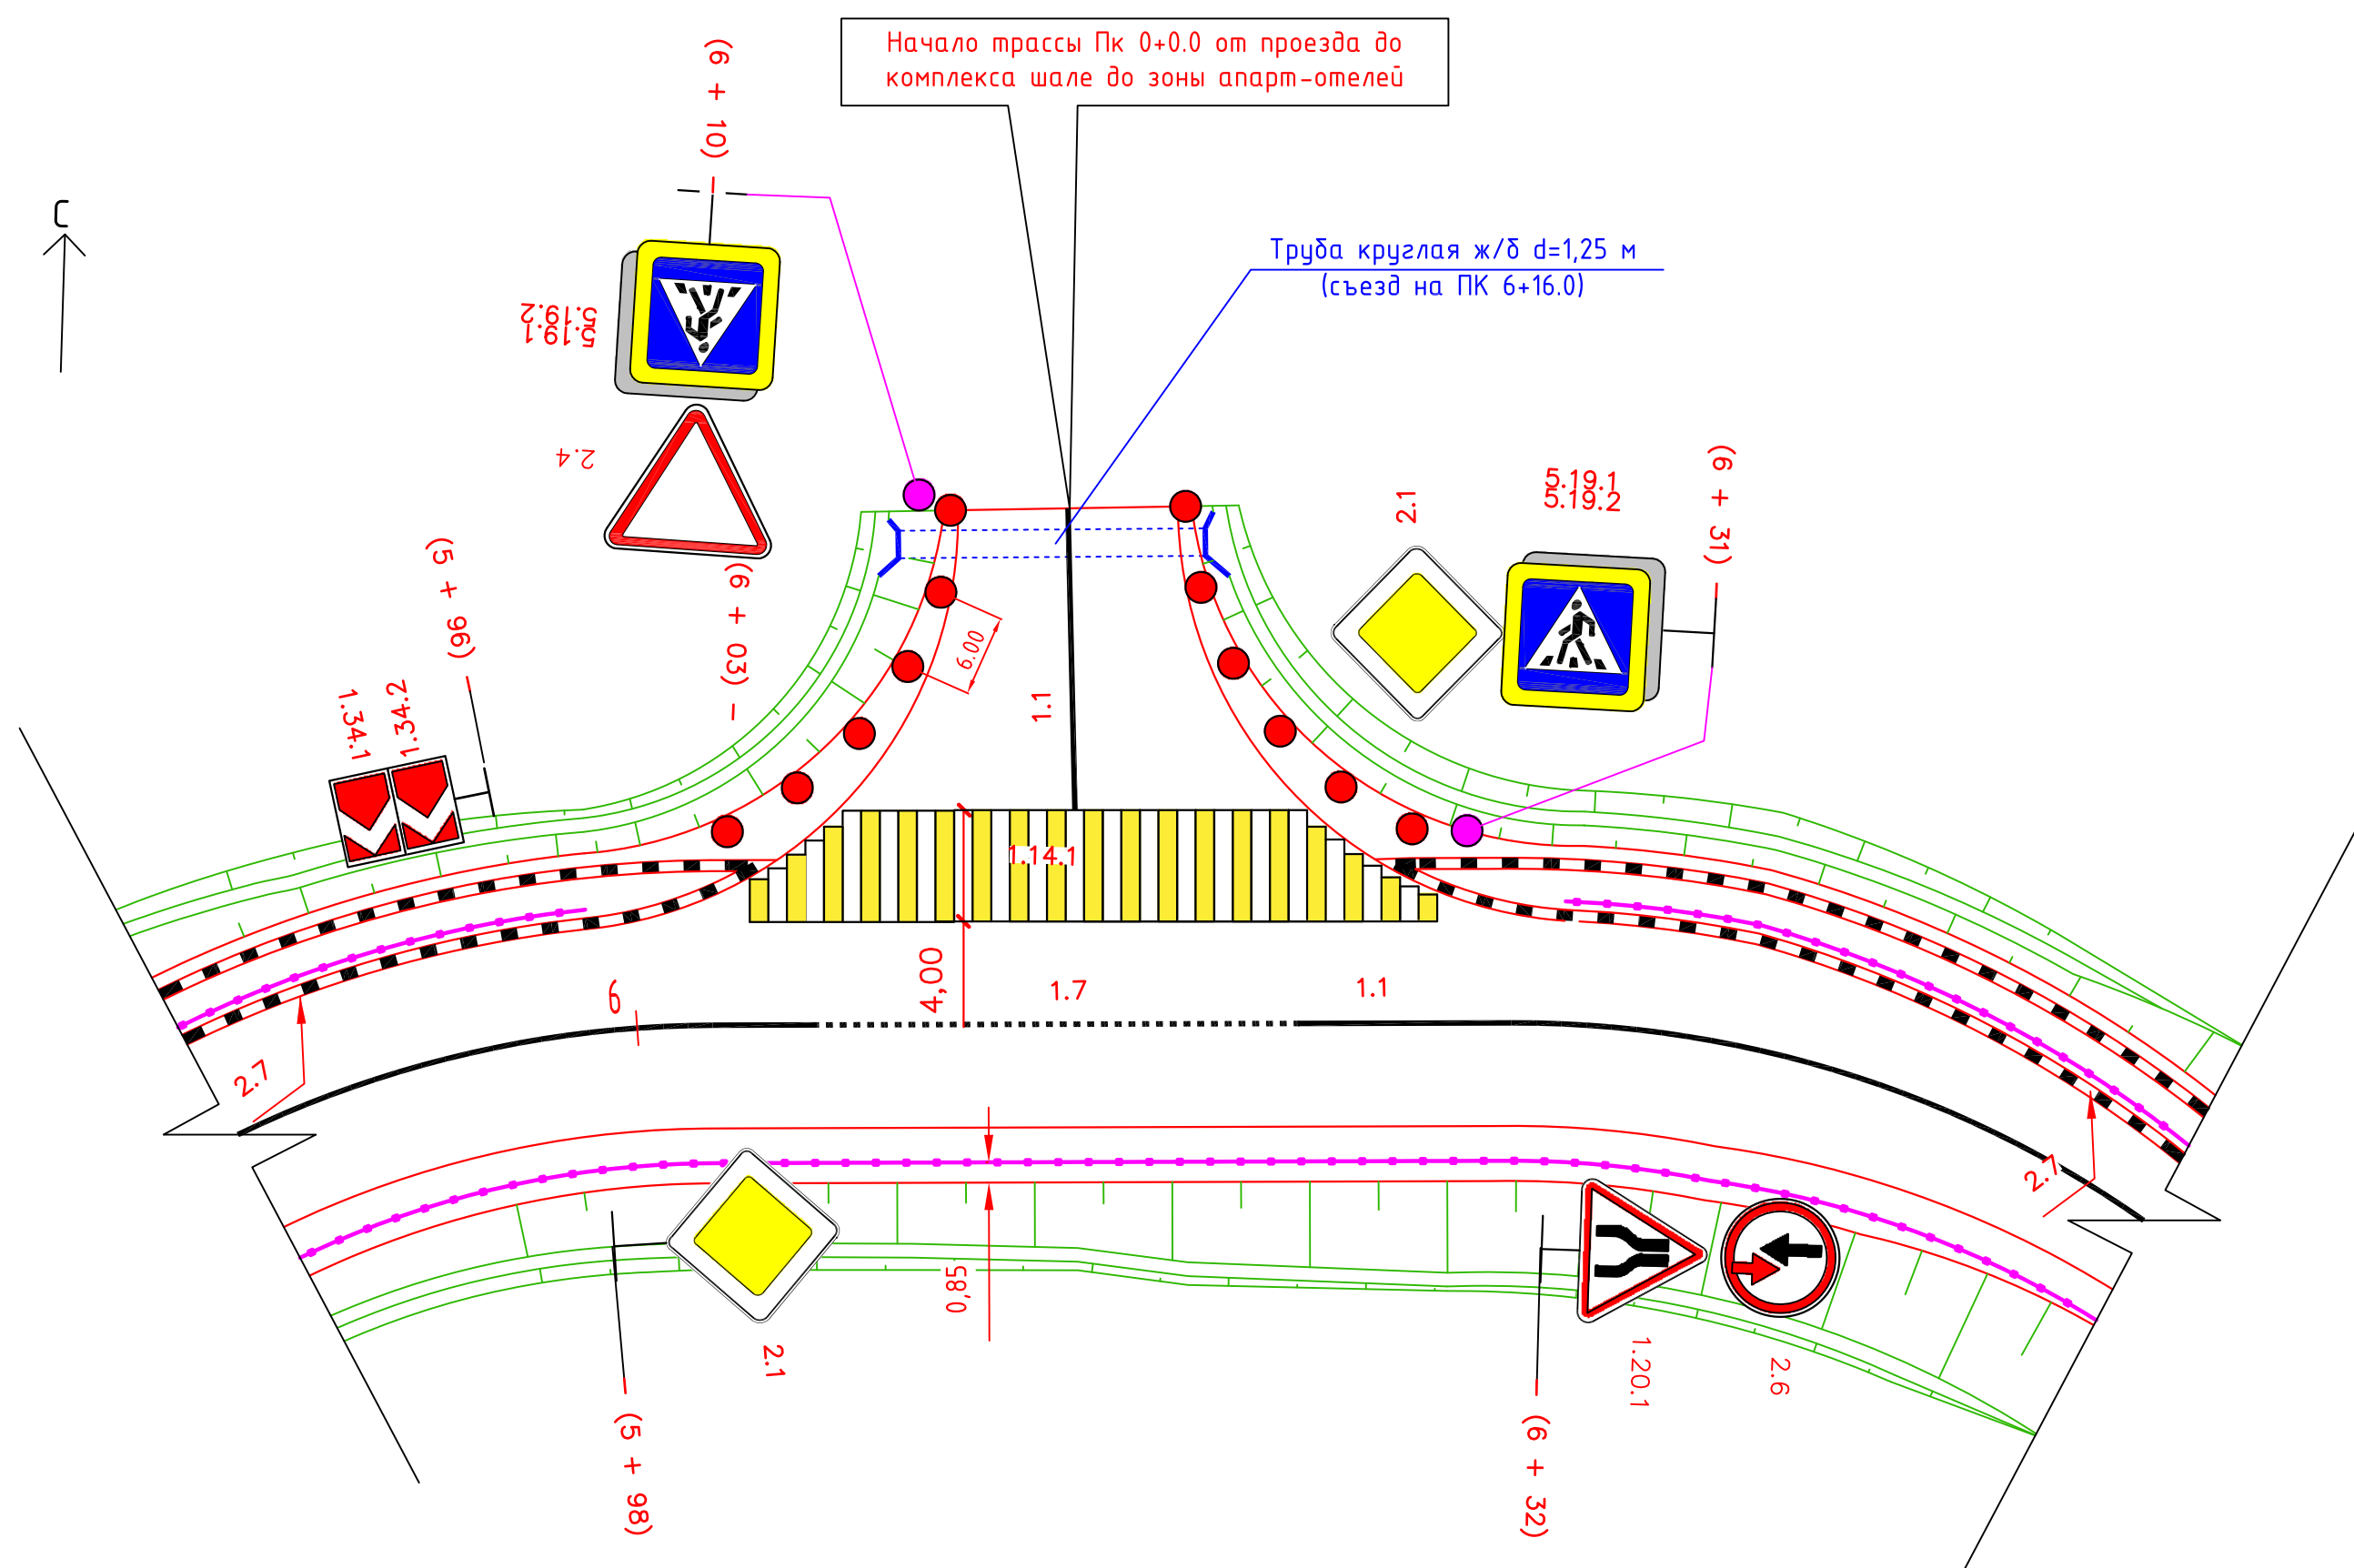 Начало трассы Пк 0+0.0 от проезда до
комплекса шале до зоны апарт-отелей
(6 + 10)
С
Труба круглая ж/б d=1,25 м
(съезд на ПК 6+16.0)
5.19.2
5.19.1
2.4
(6 + 03)
(5 + 96)
1.34.1
1.34.2
6.00
1.1
2.1
5.19.1
5.19.2
(6 + 31)
1.14.1
4,00
6
1.7
1.1
2.7
2.7
0,85
2.1
1.20.1
2.6
(5 + 98)
(6 + 32)